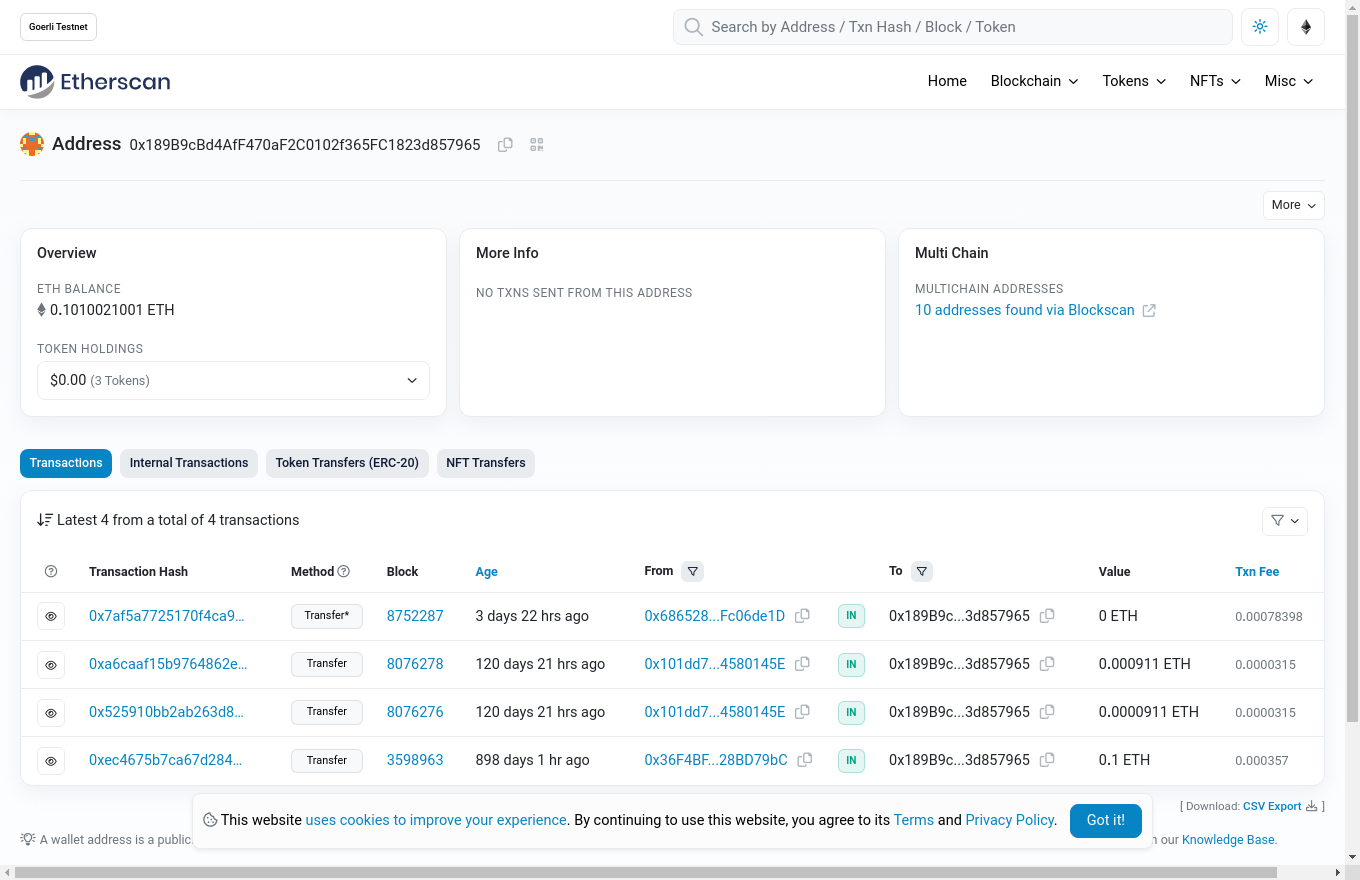 Goerli Testnet
Search by Address / Txn Hash / Block / Token
Etherscan
Home Blockchain Tokens NFTs Misc
Address 0x189B9cBd4AfF470aF2C0102f365FC1823d857965
More
Overview
ETH BALANCE
0.1010021001 ETH
TOKEN HOLDINGS
$0.00 (3 Tokens)
More Info
NO TXNS SENT FROM THIS ADDRESS
Multi Chain
MULTICHAIN ADDRESSES
10 addresses found via Blockscan
Transactions Internal Transactions Token Transfers (ERC-20) NFT Transfers
Latest 4 from a total of 4 transactions
Transaction Hash Method Block Age From To Value Txn Fee
0x7af5a7725170f4ca9... Transfer* 8752287 3 days 22 hrs ago 0x686528...Fc06de1D IN 0x189B9c...3d857965 0 ETH 0.00078398
0xa6caaf15b9764862e... Transfer 8076278 120 days 21 hrs ago 0x101dd7...4580145E IN 0x189B9c...3d857965 0.000911 ETH 0.0000315
0x525910bb2ab263d8... Transfer 8076276 120 days 21 hrs ago 0x101dd7...4580145E IN 0x189B9c...3d857965 0.0000911 ETH 0.0000315
0xec4675b7ca67d284... Transfer 3598963 898 days 1 hr ago 0x36F4BF...28BD79bC IN 0x189B9c...3d857965 0.1 ETH 0.000357
[ Download: CSV Export ]
This website uses cookies to improve your experience. By continuing to use this website, you agree to its Terms and Privacy Policy. Got it!
A wallet address is a public
our Knowledge Base.